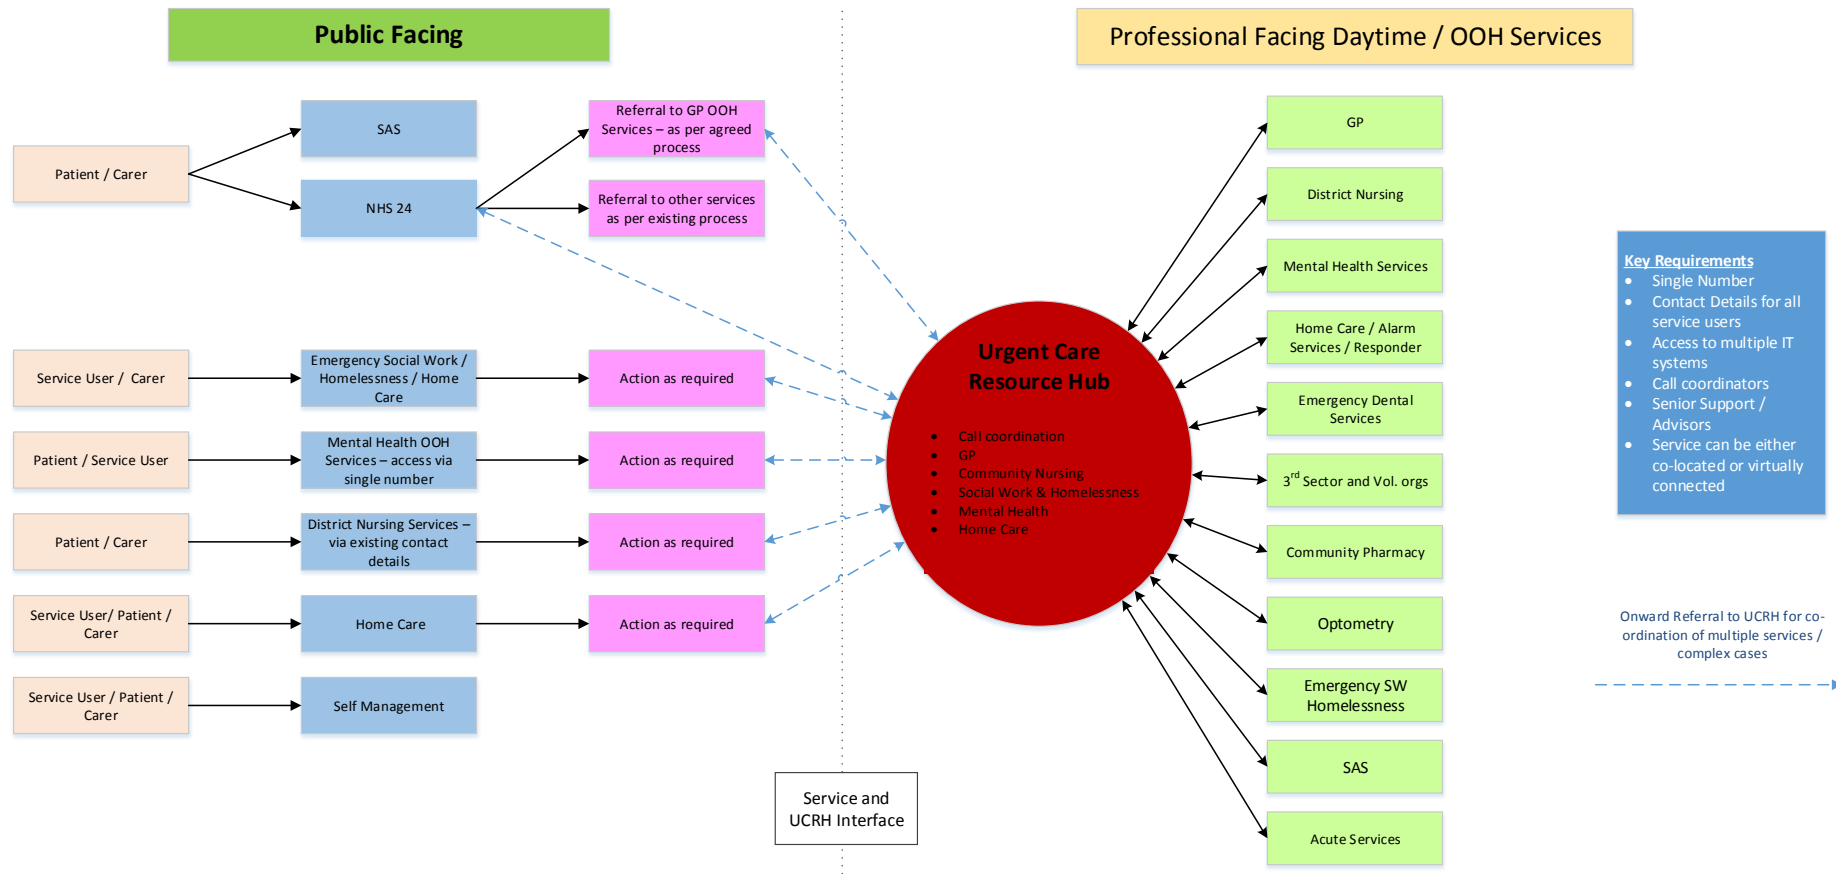 Public Facing
Professional Facing Daytime / OOH Services
Patient / Carer
SAS
NHS 24
Referral to GP OOH
Services – as per agreed
process
Referral to other services
as per existing process
Service User /  Carer
Emergency Social Work /
Homelessness / Home
Care
Action as required
Patient / Service User
Mental Health OOH
Services – access via
single number
Action as required
Patient / Carer
District Nursing Services –
via existing contact
details
Action as required
Service User/ Patient /
Carer
Home Care
Action as required
Service User / Patient /
Carer
Self Management
Service and
UCRH Interface
Urgent Care
Resource Hub
• Call coordination
• GP
• Community Nursing
• Social Work & Homelessness
• Mental Health
• Home Care
GP
District Nursing
Mental Health Services
Home Care / Alarm
Services / Responder
Emergency Dental
Services
3rd Sector and Vol. orgs
Community Pharmacy
Optometry
Emergency SW
Homelessness
SAS
Acute Services
Key Requirements
• Single Number
• Contact Details for all
service users
• Access to multiple IT
systems
• Call coordinators
• Senior Support /
Advisors
• Service can be either
co-located or virtually
connected
Onward Referral to UCRH for co-
ordination of multiple services /
complex cases